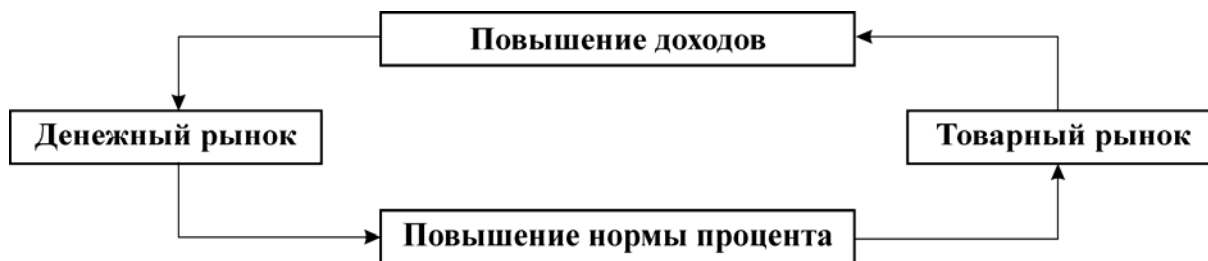 Повышение доходов
Денежный рынок
Товарный рынок
Повышение нормы процента